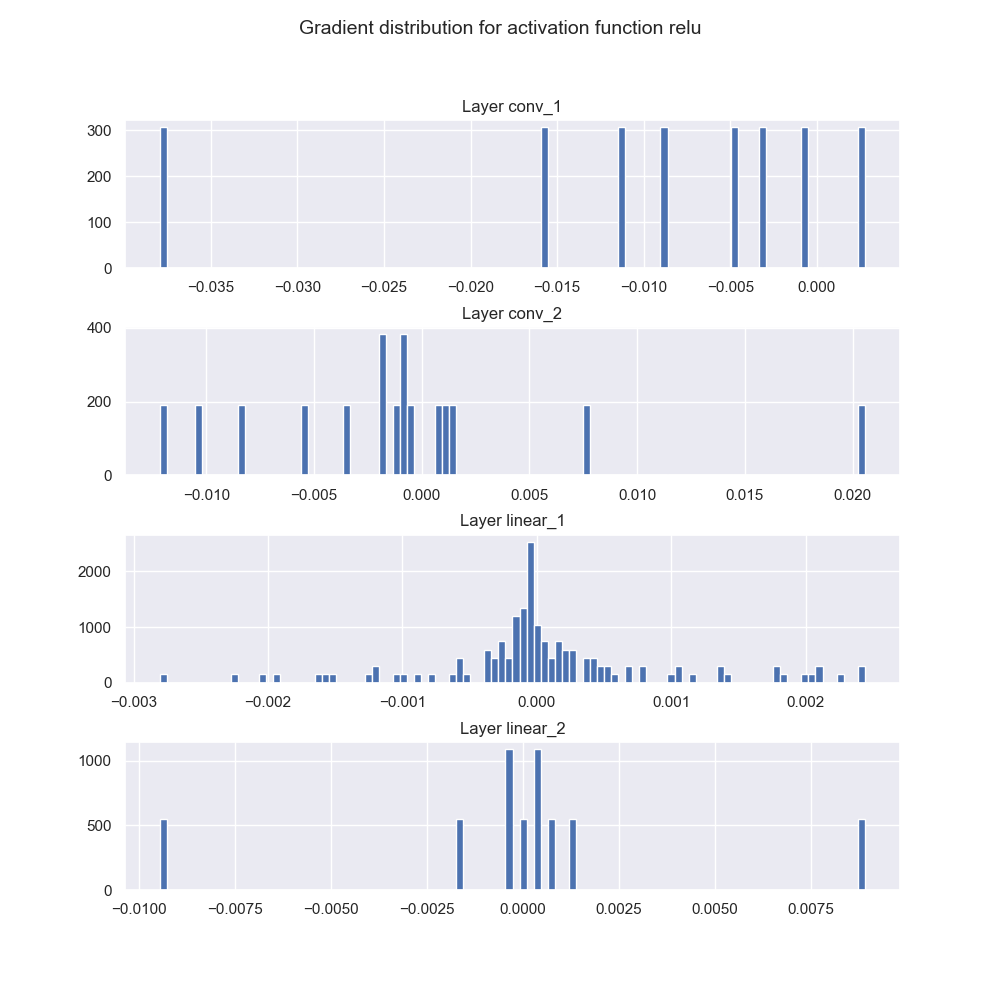 Gradient distribution for activation function relu
Layer conv_1
300
200
100
0
−0.035 −0.030 −0.025 −0.020 −0.015 −0.010 −0.005 0.000
Layer conv_2
400
200
0
−0.010 −0.005 0.000 0.005 0.010 0.015 0.020
Layer linear_1
2000
1000
0
−0.003 −0.002 −0.001 0.000 0.001 0.002
Layer linear_2
1000
500
0
−0.0100 −0.0075 −0.0050 −0.0025 0.0000 0.0025 0.0050 0.0075